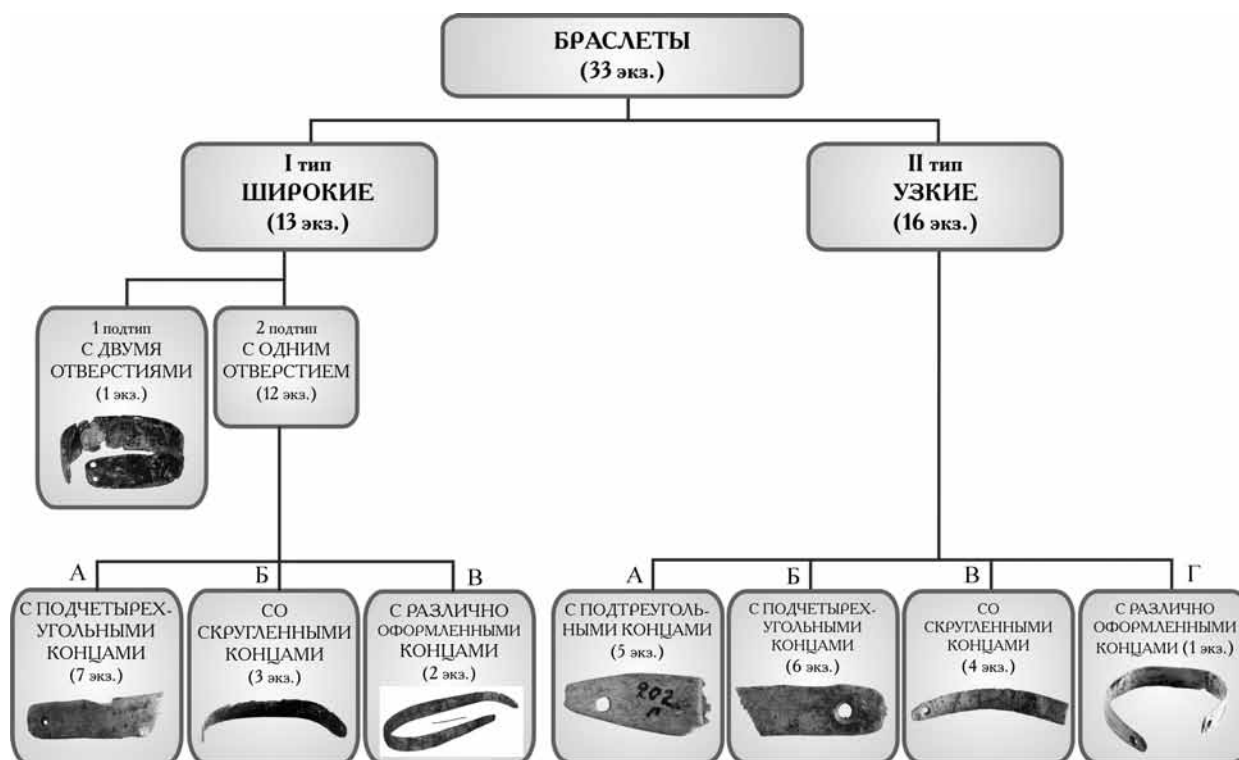 БРАСЛЕТЫ
(33 экз.)
I тип
ШИРОКИЕ
(13 экз.)
II тип
УЗКИЕ
(16 экз.)
1 подтип
С ДВУМЯ
ОТВЕРСТИЯМИ
(1 экз.)
2 подтип
С ОДНИМ
ОТВЕРСТИЕМ
(12 экз.)
А
С ПОДЧЕТЫРЕХ-
УГОЛЬНЫМИ
КОНЦАМИ
(7 экз.)
Б
СО
СКРУГЛЕННЫМИ
КОНЦАМИ
(3 экз.)
В
С РАЗЛИЧНО
ОФОРМЛЕННЫМИ
КОНЦАМИ
(2 экз.)
А
С ПОДТРЕУГОЛЬ-
НЫМИ КОНЦАМИ
(5 экз.)
202
Б
С ПОДЧЕТЫРЕХ-
УГОЛЬНЫМИ
КОНЦАМИ
(6 экз.)
В
СО
СКРУГЛЕННЫМИ
КОНЦАМИ
(4 экз.)
Г
С РАЗЛИЧНО
ОФОРМЛЕННЫМИ
КОНЦАМИ (1 экз.)